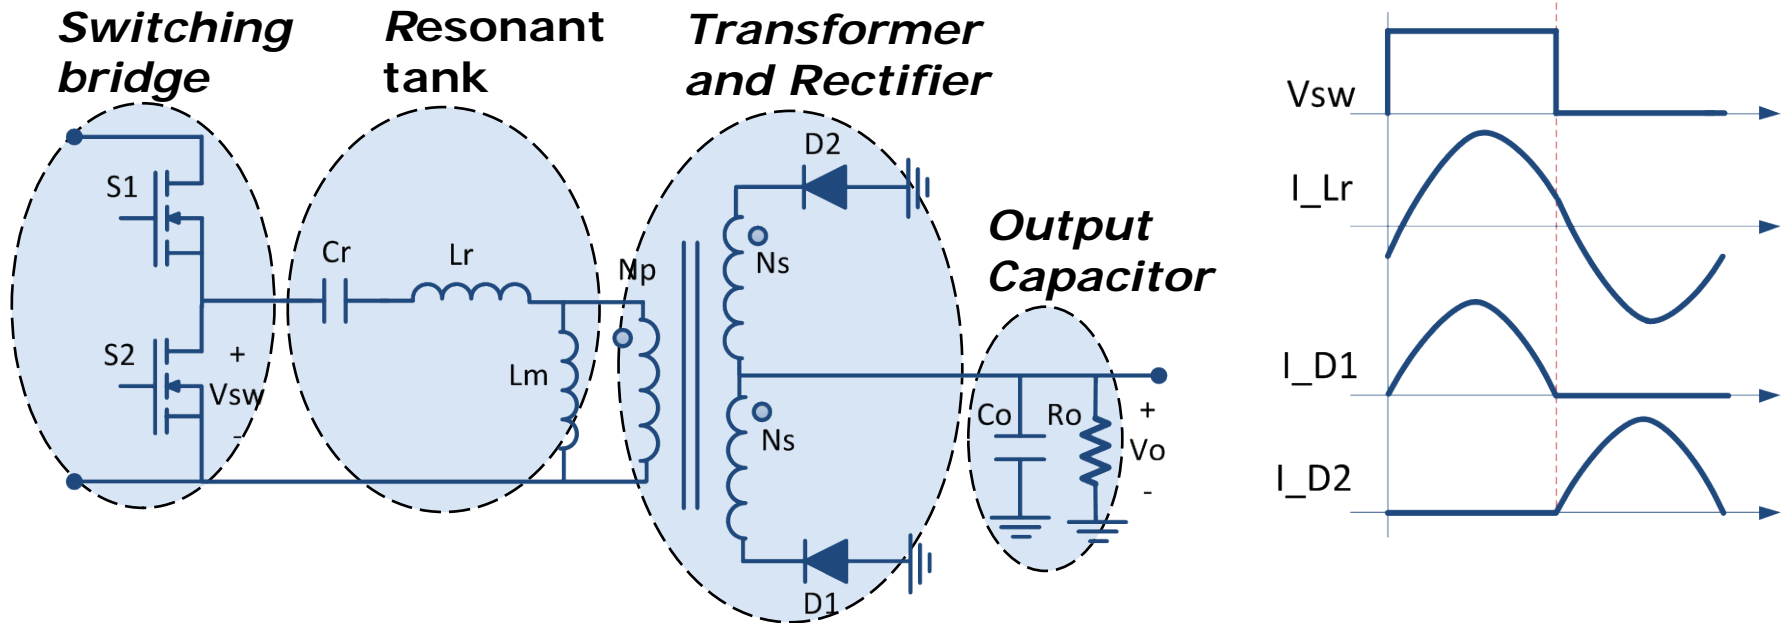 Switching
bridge
Resonant
tank
Transformer
and Rectifier
Output
Capacitor
S1
S2
+
Vsw
-
Cr
Lr
Lm
Np
D2
Ns
Ns
D1
Co
Ro
+
Vo
-
Vsw
I_Lr
I_D1
I_D2